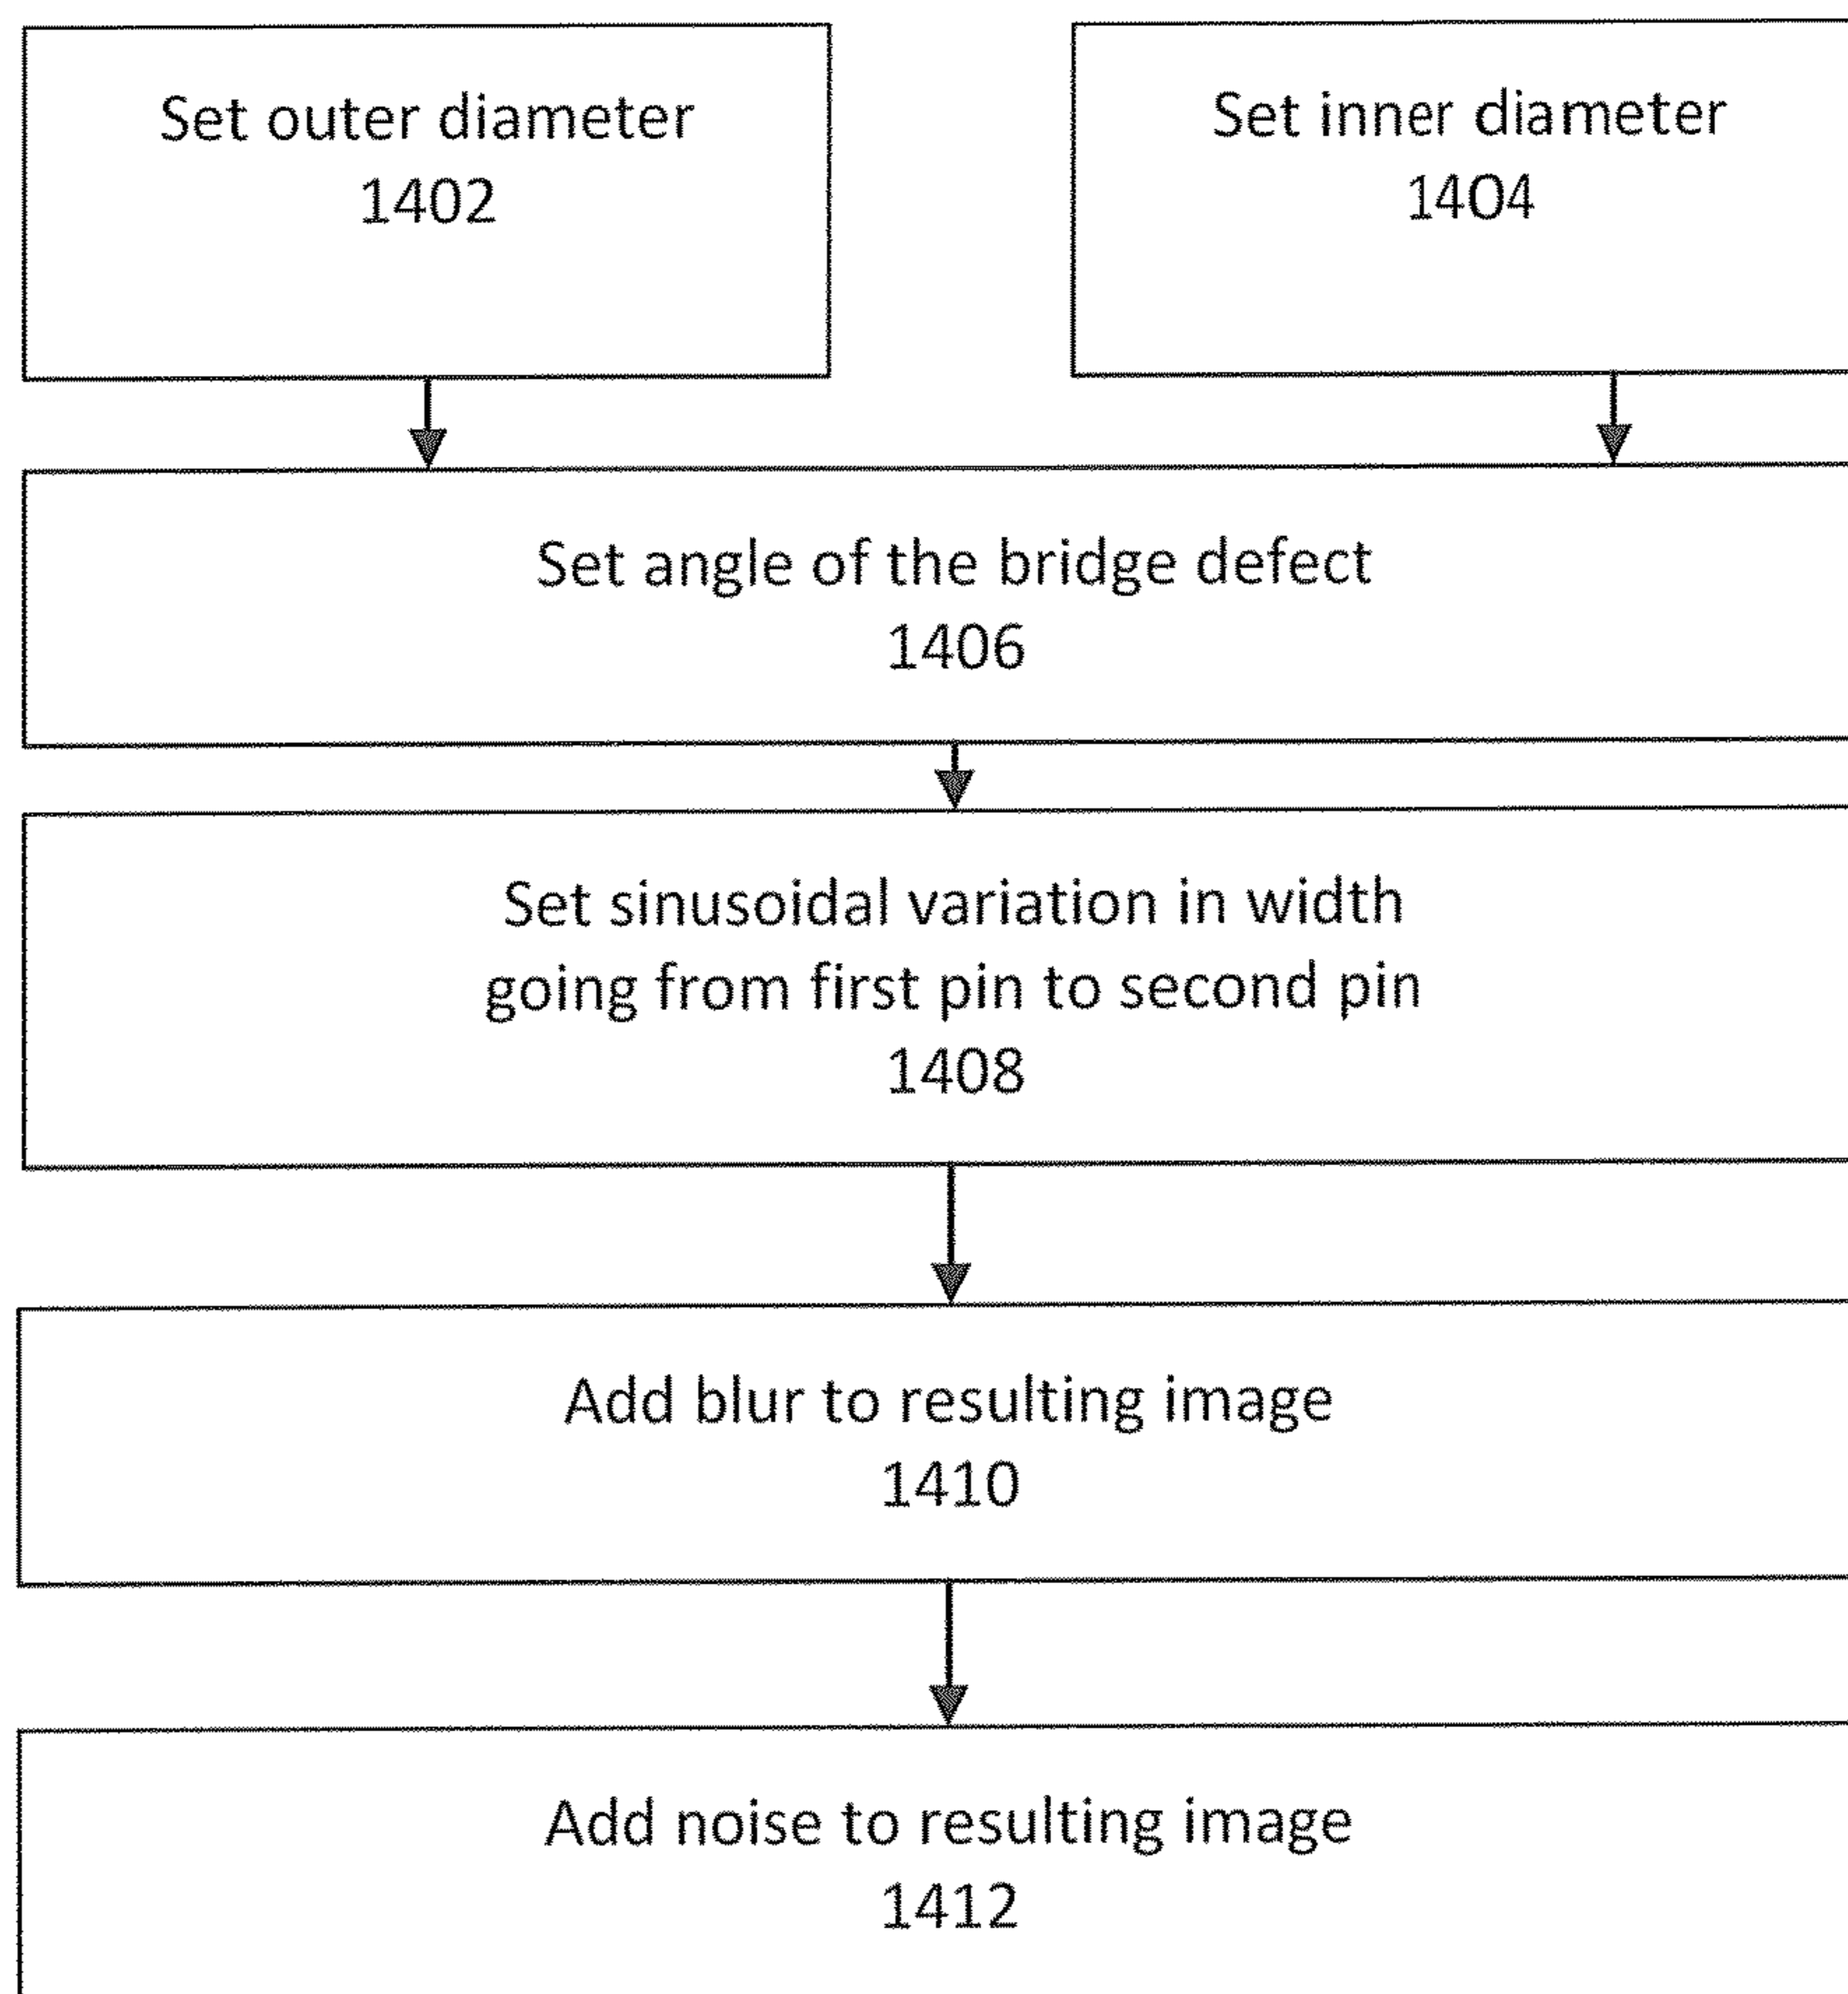 Set outer diameter
1402
Set inner diameter
1404
Set angle of the bridge defect
1406
Set sinusoidal variation in width
going from first pin to second pin
1408
Add blur to resulting image
1410
Add noise to resulting image
1412